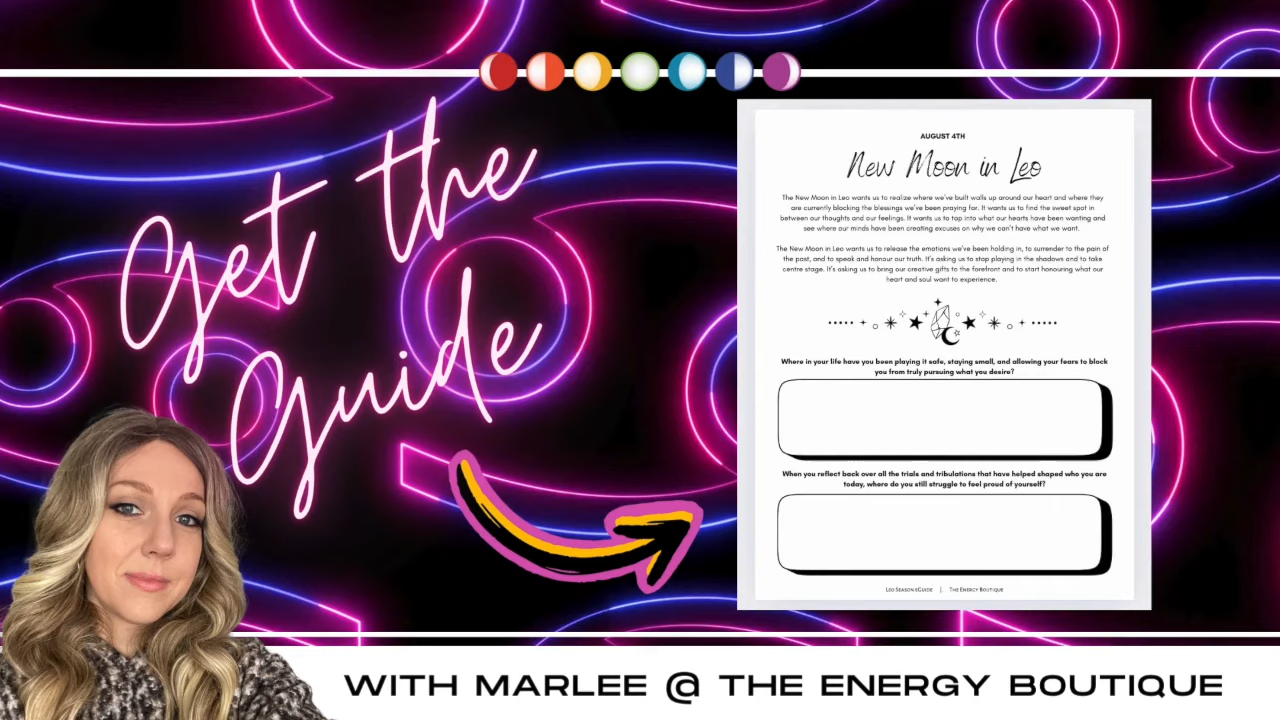 Get the
Guide
AUGUST 4TH
New Moon in Leo
The New Moon in Leo wants us to realize where we've built walls up around our heart and where they
are currently blocking the blessings we've been praying for. It wants us to find the sweet spot in
between our thoughts and our feelings. It wants us to tap into what our hearts have been wanting and
see where our minds have been creating excuses on why we can't have what we want.
The New Moon in Leo wants us to release the emotions we've been holding in, to surrender to the pain of
the past, and to speak and honour our truth. It's asking us to stop playing in the shadows and to take
centre stage. It's asking us to bring our creative gifts to the forefront and to start honouring what our
heart and soul want to experience.
Where in your life have you been playing it safe, staying small, and allowing your fears to block
you from truly pursuing what you desire?
When you reflect back over all the trials and tribulations that have helped shaped who you are
today, where do you still struggle to feel proud of yourself?
Leo Season eGuide | The Energy Boutique
WITH MARLEE @ THE ENERGY BOUTIQUE